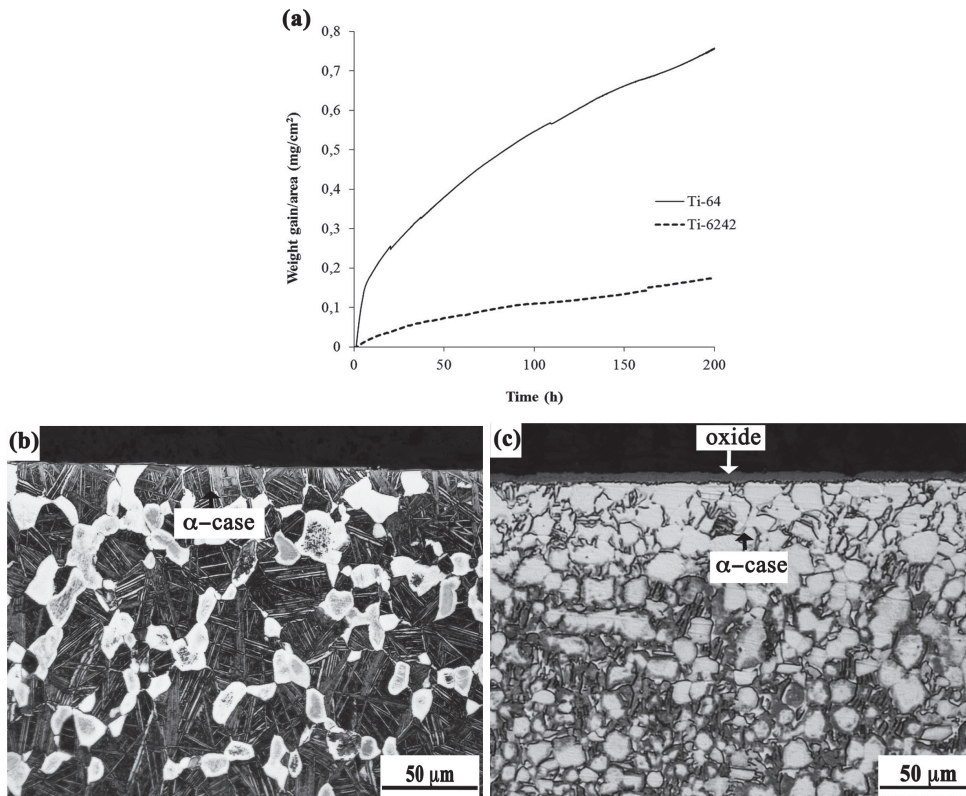 (a)
0,8
0,7
0,6
0,5
0,4
0,3
0,2
0,1
0
Weight gain/area (mg/cm²)
0 50 100 150 200
Time (h)
Ti-64
Ti-6242
(b)
α-case
50 μm
(c)
oxide
α-case
50 μm